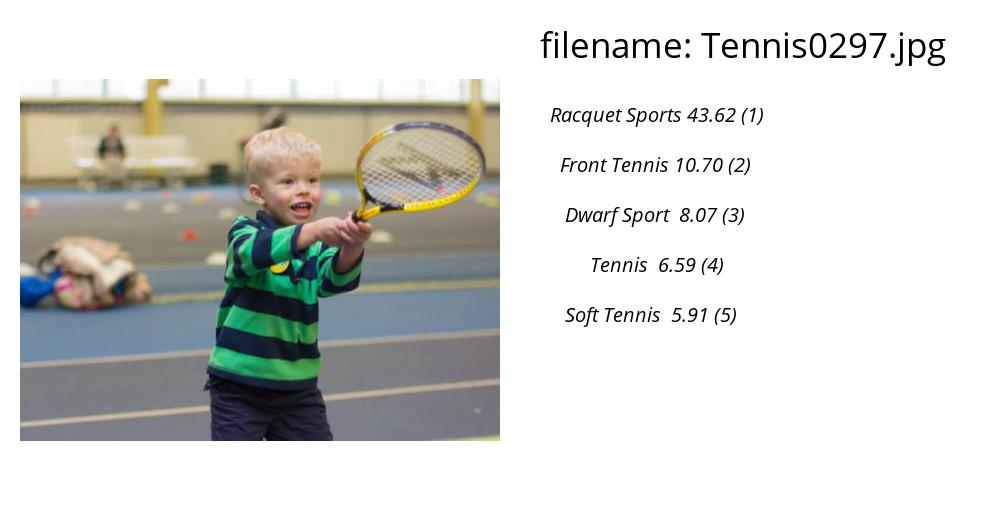 filename: Tennis0297.jpg
Racquet Sports 43.62 (1)
Front Tennis 10.70 (2)
Dwarf Sport 8.07 (3)
Tennis 6.59 (4)
Soft Tennis 5.91 (5)